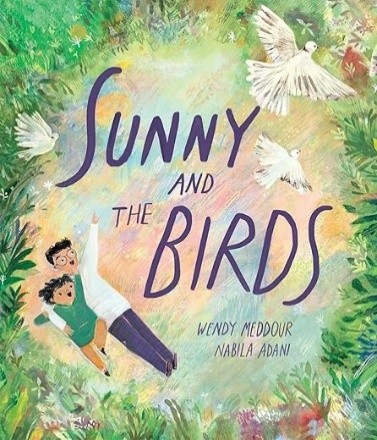 SUNNY
AND
THE
BIRDS
WENDY MEDDOUR
NABILA ADANI